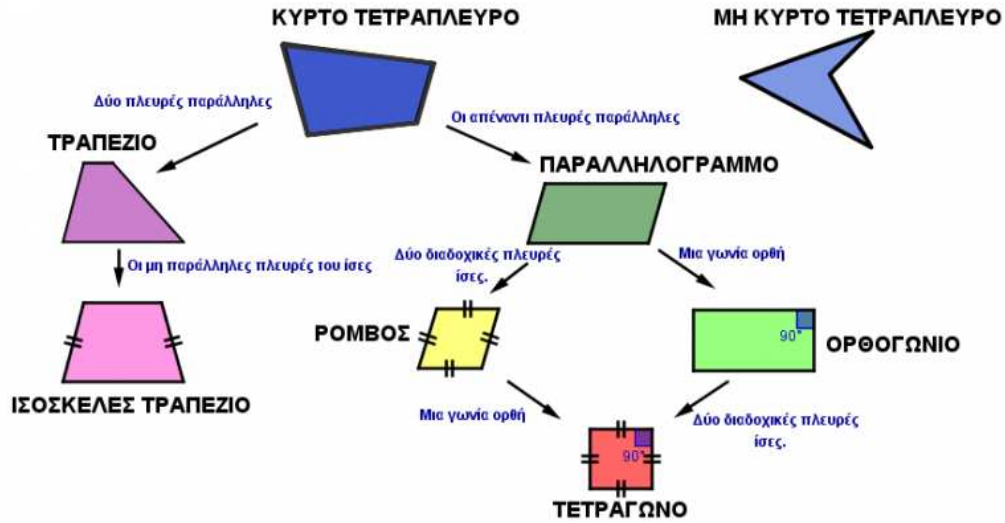 ΚΥΡΤΟ ΤΕΤΡΑΠΛΕΥΡΟ
ΜΗ ΚΥΡΤΟ ΤΕΤΡΑΠΛΕΥΡΟ
Δύο πλευρές παράλληλες
Οι απέναντι πλευρές παράλληλες
ΤΡΑΠΕΖΙΟ
ΠΑΡΑΛΛΗΛΟΓΡΑΜΜΟ
Οι μη παράλληλες πλευρές του ίσες
Δύο διαδοχικές πλευρές
ίσες.
Μια γωνία ορθή
ΡΟΜΒΟΣ
90°
ΟΡΘΟΓΩΝΙΟ
ΙΣΟΣΚΕΛΕΣ ΤΡΑΠΕΖΙΟ
Μια γωνία ορθή
Δύο διαδοχικές πλευρές
ίσες.
90°
ΤΕΤΡΑΓΩΝΟ